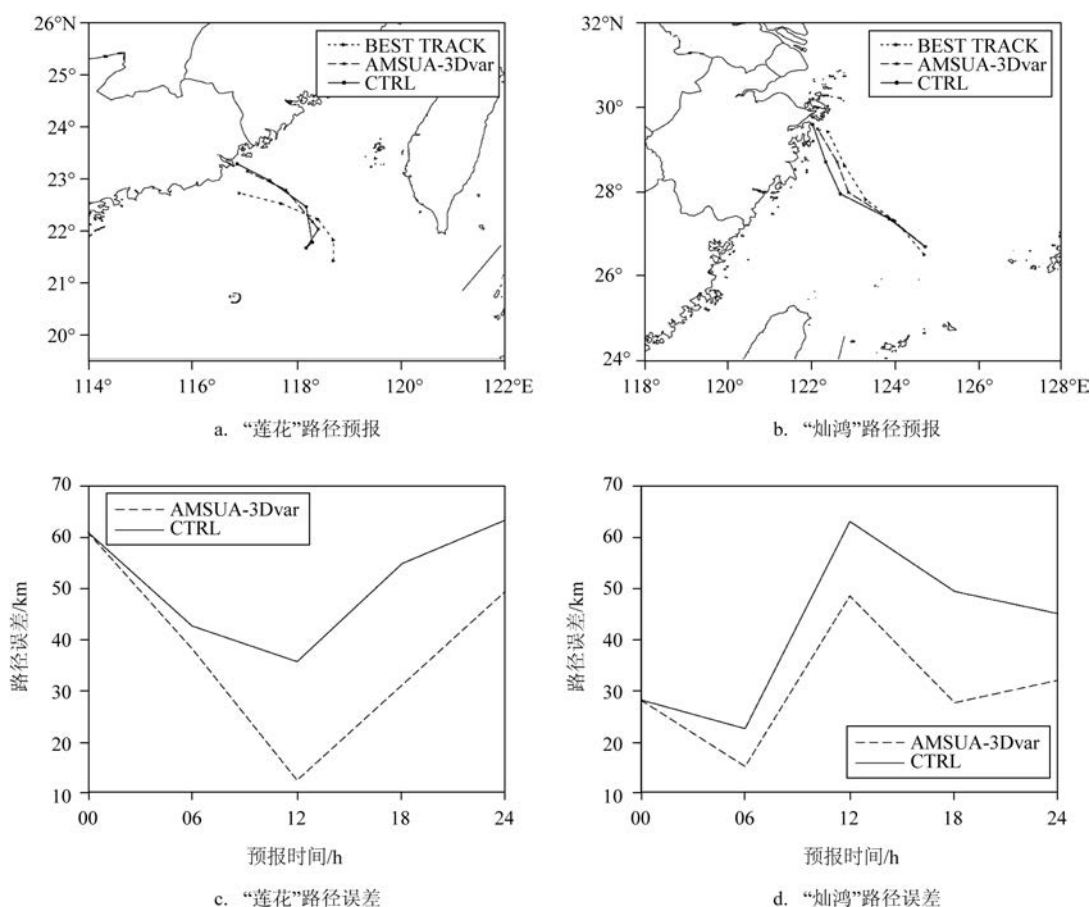 26°N
25°
24°
23°
22°
21°
20°
114°
116°
118°
120°
122°E
BEST TRACK
AMSUA-3Dvar
CTRL
a. “莲花”路径预报
32°N
30°
28°
26°
24°
118°
120°
122°
124°
126°
128°E
BEST TRACK
AMSUA-3Dvar
CTRL
b. “灿鸿”路径预报
70
60
50
40
30
20
10
路径误差/km
AMSUA-3Dvar
CTRL
00
06
12
18
24
预报时间/h
c. “莲花”路径误差
70
60
50
40
30
20
10
路径误差/km
AMSUA-3Dvar
CTRL
00
06
12
18
24
预报时间/h
d. “灿鸿”路径误差